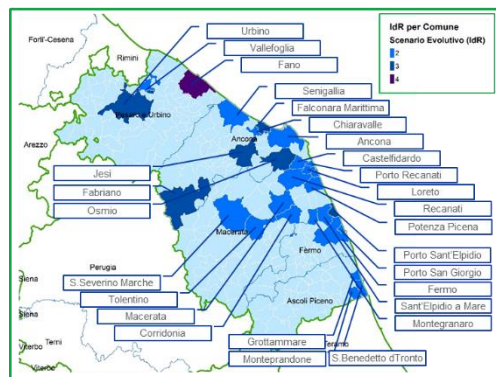 IdR per Comune
Scenario Evolutivo (IdR)
2
3
4
Urbino
Vallefoglia
Fano
Senigallia
Falconara Marittima
Chiaravalle
Ancona
Castelfidardo
Porto Recanati
Loreto
Recanati
Potenza Picena
Porto Sant'Elpidio
Porto San Giorgio
Fermo
Sant'Elpidio a Mare
Montegranaro
S.Benedetto dTronto
Jesi
Fabriano
Osmio
S.Severino Marche
Tolentino
Macerata
Corridonia
Grottammare
Monteprandone
Forlì-Cesena
Rimini
Arezzo
Urbino
Ancona
Macerata
Fermo
Perugia
Ascoli Piceno
Siena
Siena
Viterbo
Viterbo
Terni
Teramo